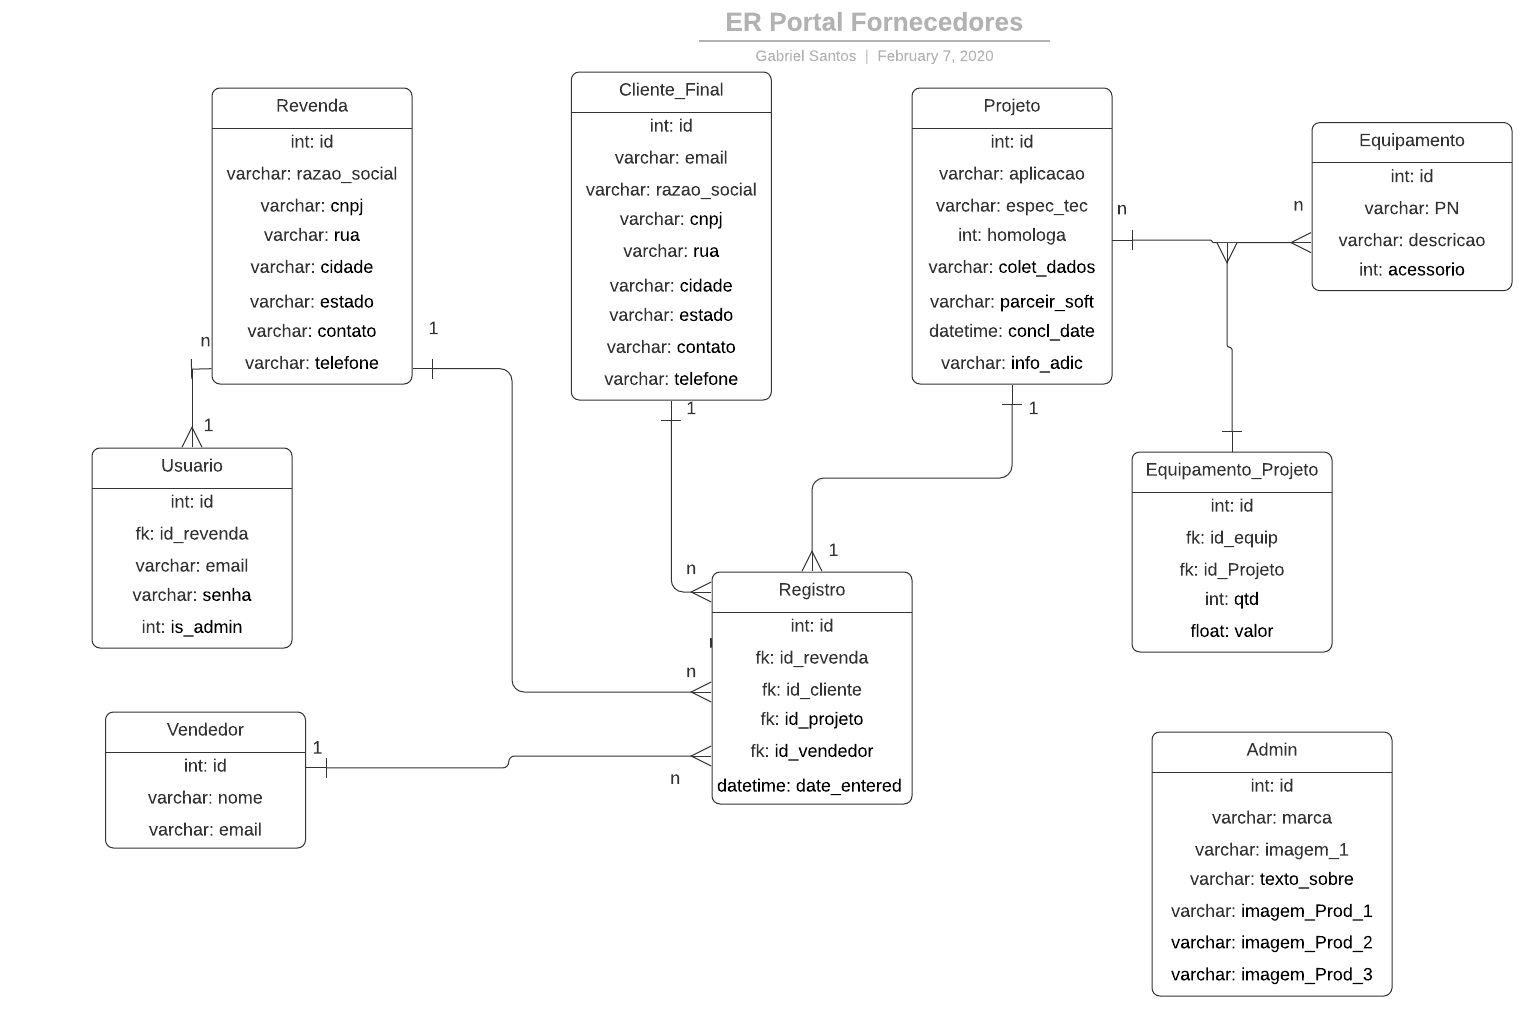 ER Portal Fornecedores
Gabriel Santos | February 7, 2020
Revenda
int: id
varchar: razao_social
varchar: cnpj
varchar: rua
varchar: cidade
varchar: estado
varchar: contato
varchar: telefone
n
1
1
Cliente_Final
int: id
varchar: email
varchar: razao_social
varchar: cnpj
varchar: rua
varchar: cidade
varchar: estado
varchar: contato
varchar: telefone
1
n
Projeto
int: id
varchar: aplicacao
varchar: espec_tec
int: homologa
varchar: colet_dados
varchar: parceir_soft
datetime: concl_date
varchar: info_adic
n
n
1
1
Equipamento
int: id
varchar: PN
varchar: descricao
int: acessorio
Usuario
int: id
fk: id_revenda
varchar: email
varchar: senha
int: is_admin
Equipamento_Projeto
int: id
fk: id_equip
fk: id_Projeto
int: qtd
float: valor
Registro
int: id
fk: id_revenda
fk: id_cliente
fk: id_projeto
fk: id_vendedor
datetime: date_entered
n
n
Vendedor
int: id
varchar: nome
varchar: email
1
Admin
int: id
varchar: marca
varchar: imagem_1
varchar: texto_sobre
varchar: imagem_Prod_1
varchar: imagem_Prod_2
varchar: imagem_Prod_3